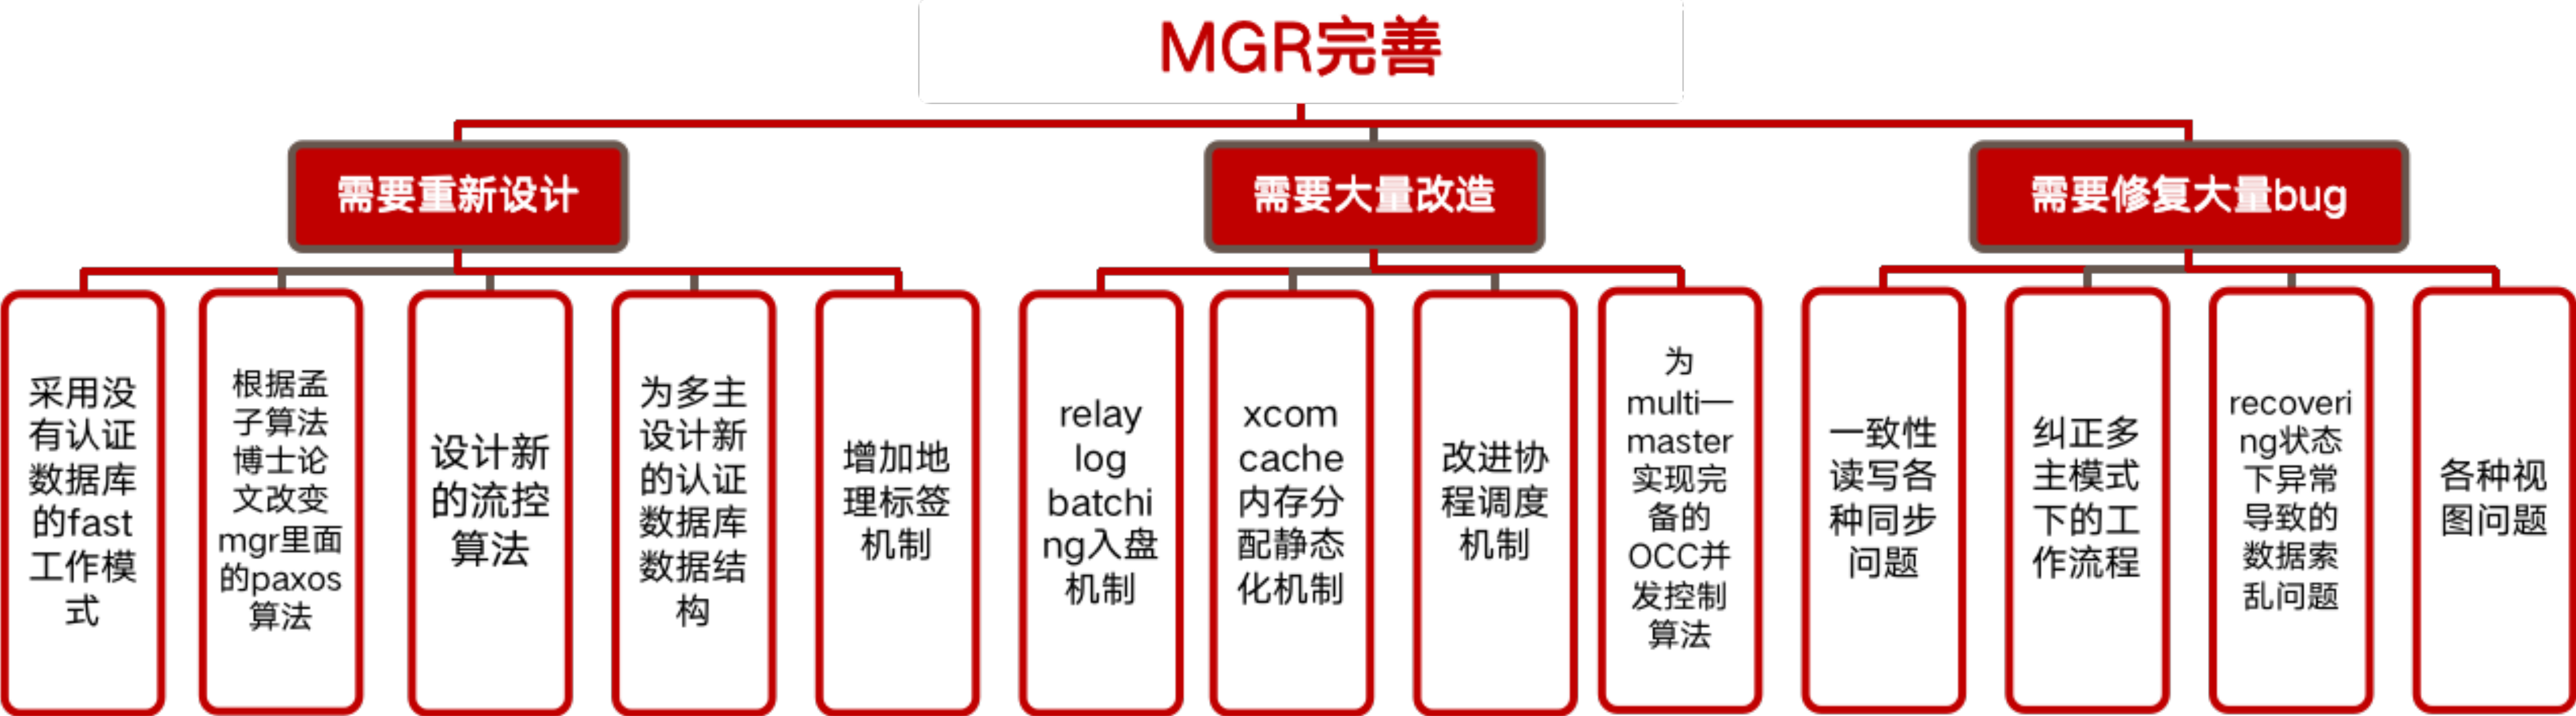 MGR完善
需要重新设计
需要大量改造
需要修复大量bug
采用没
有认证
数据库
的fast
工作模
式
根据孟
子算法
博士论
文改变
mgr里面
的paxos
算法
设计新
的流控
算法
为多主
设计新
的认证
数据库
数据结
构
增加地
理标签
机制
relay
log
batchi
ng入盘
机制
xcom
cache
内存分
配静态
化机制
改进协
程调度
机制
为
multi—
master
实现完
备的
OCC并
发控制
算法
一致性
读写各
种同步
问题
纠正多
主模式
下的工
作流程
recoveri
ng状态
下异常
导致的
数据索
乱问题
各种视
图问题